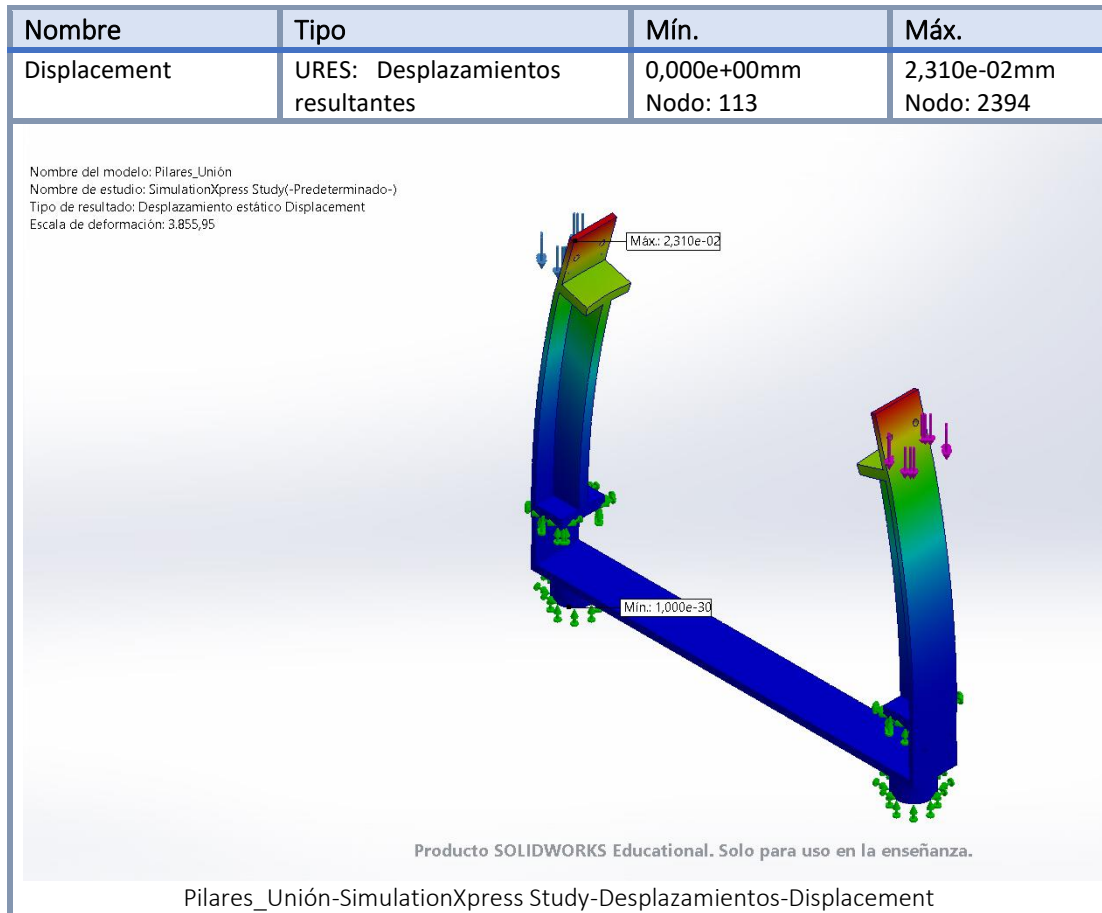 Nombre Tipo Mín. Máx.
Displacement URES: Desplazamientos 0,000e+00mm 2,310e-02mm
resultantes Nodo: 113 Nodo: 2394
Nombre del modelo: Pilares_Unión
Nombre de estudio: SimulationXpress Study(-Predeterminado-)
Tipo de resultado: Desplazamiento estático Displacement
Escala de deformación: 3.855,95
Máx.: 2,310e-02
Mín.: 1,000e-30
Producto SOLIDWORKS Educational. Solo para uso en la enseñanza.
Pilares_Unión-SimulationXpress Study-Desplazamientos-Displacement